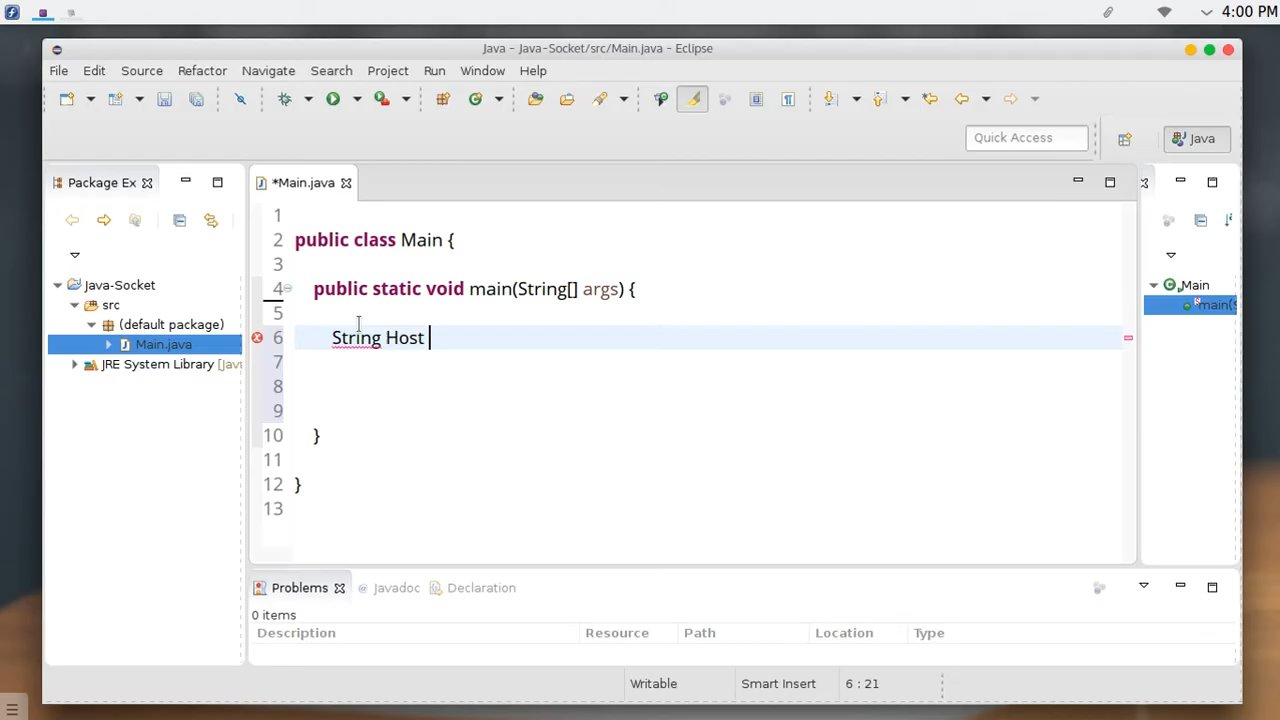 4:00 PM
Java - Java-Socket/src/Main.java - Eclipse
File Edit Source Refactor Navigate Search Project Run Window Help
Quick Access
Java
Package Ex
*Main.java
1
2 public class Main {
3
4 public static void main(String[] args) {
5
6 String Host
7
8
9
10 }
11
12 }
13
Java-Socket
src
(default package)
Main.java
JRE System Library [Jav
Main
main(S
Problems Javadoc Declaration
0 items
Description Resource Path Location Type
Writable Smart Insert 6 : 21